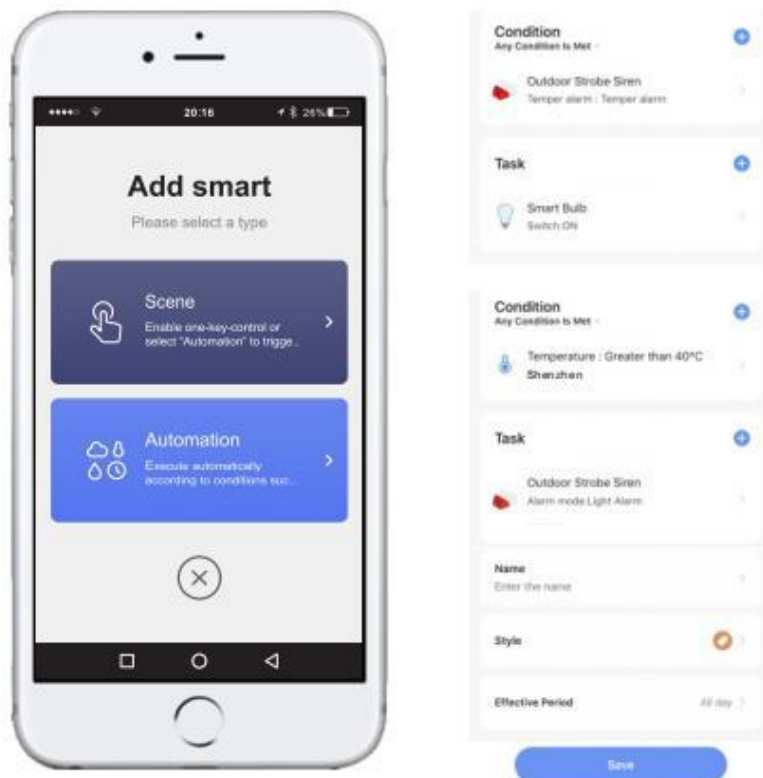 20:16
26%
Add smart
Please select a type
Scene
Enable one-key-control or
select "Automation" to trigge..
Automation
Execute automatically
according to conditions suc...
Condition
Any Condition Is Met
Outdoor Strobe Siren
Temper alarm : Temper alarm
Task
Smart Bulb
Switch:ON
Condition
Any Condition Is Met
Temperature : Greater than 40°C
Shenzhen
Task
Outdoor Strobe Siren
Alarm mode:Light Alarm
Name
Enter the name
Style
Effective Period
All day
Save